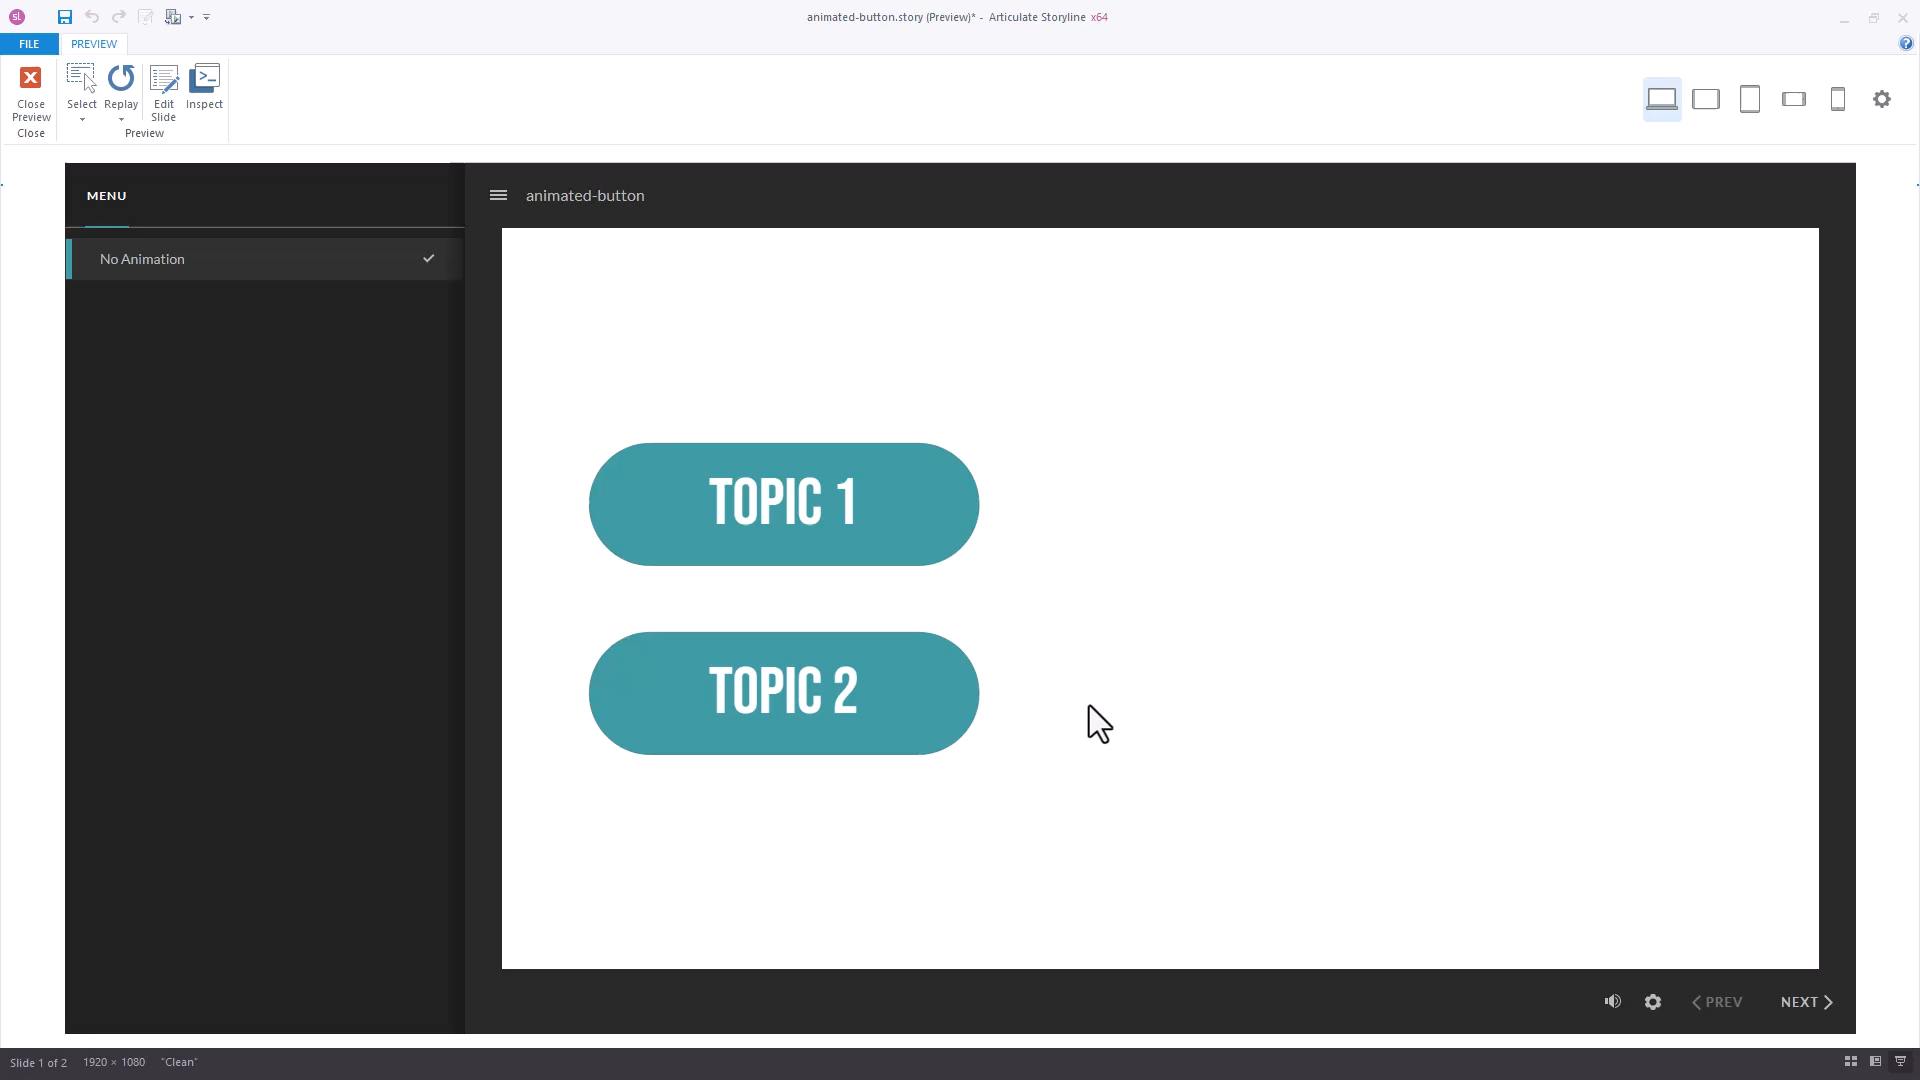 sl
animated-button.story (Preview)* - Articulate Storyline x64
FILE PREVIEW
Close Preview
Select
Replay
Edit Slide
Inspect
Close
Preview
MENU
No Animation
animated-button
TOPIC 1
TOPIC 2
PREV
NEXT
Slide 1 of 2 1920 × 1080 "Clean"